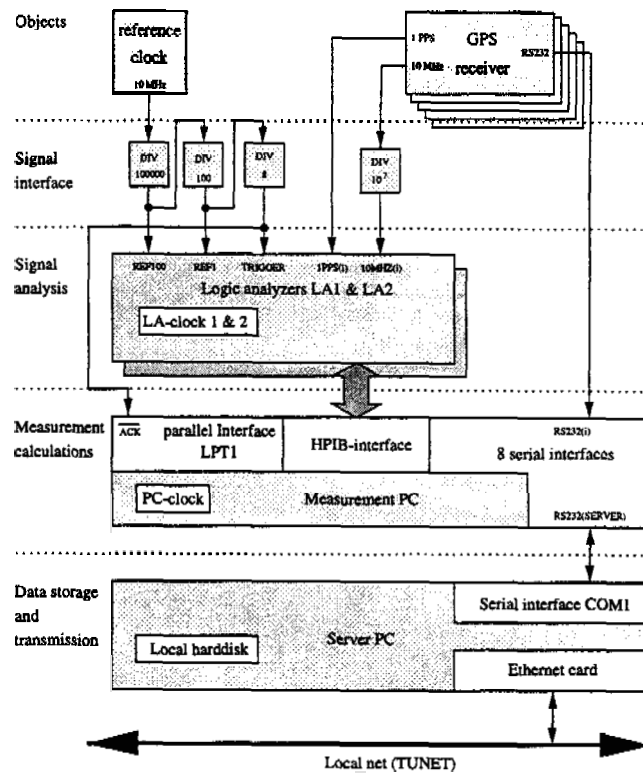 Objects
reference
clock
10 MHz
1 PPS
GPS
RS232
10 MHz
receiver
Signal
interface
DIV
100000
DIV
100
DIV
8
DIV
10⁷
Signal
analysis
REF100
REF1
TRIGGER
1PPS(i)
10MHZ(i)
Logic analyzers LA1 & LA2
LA-clock 1 & 2
Measurement
calculations
ACK
parallel Interface
LPT1
HPIB-interface
RS232(i)
8 serial interfaces
PC-clock
Measurement PC
RS232(SERVER)
Data storage
and
transmission
Serial interface COM1
Server PC
Local harddisk
Ethernet card
Local net (TUNET)